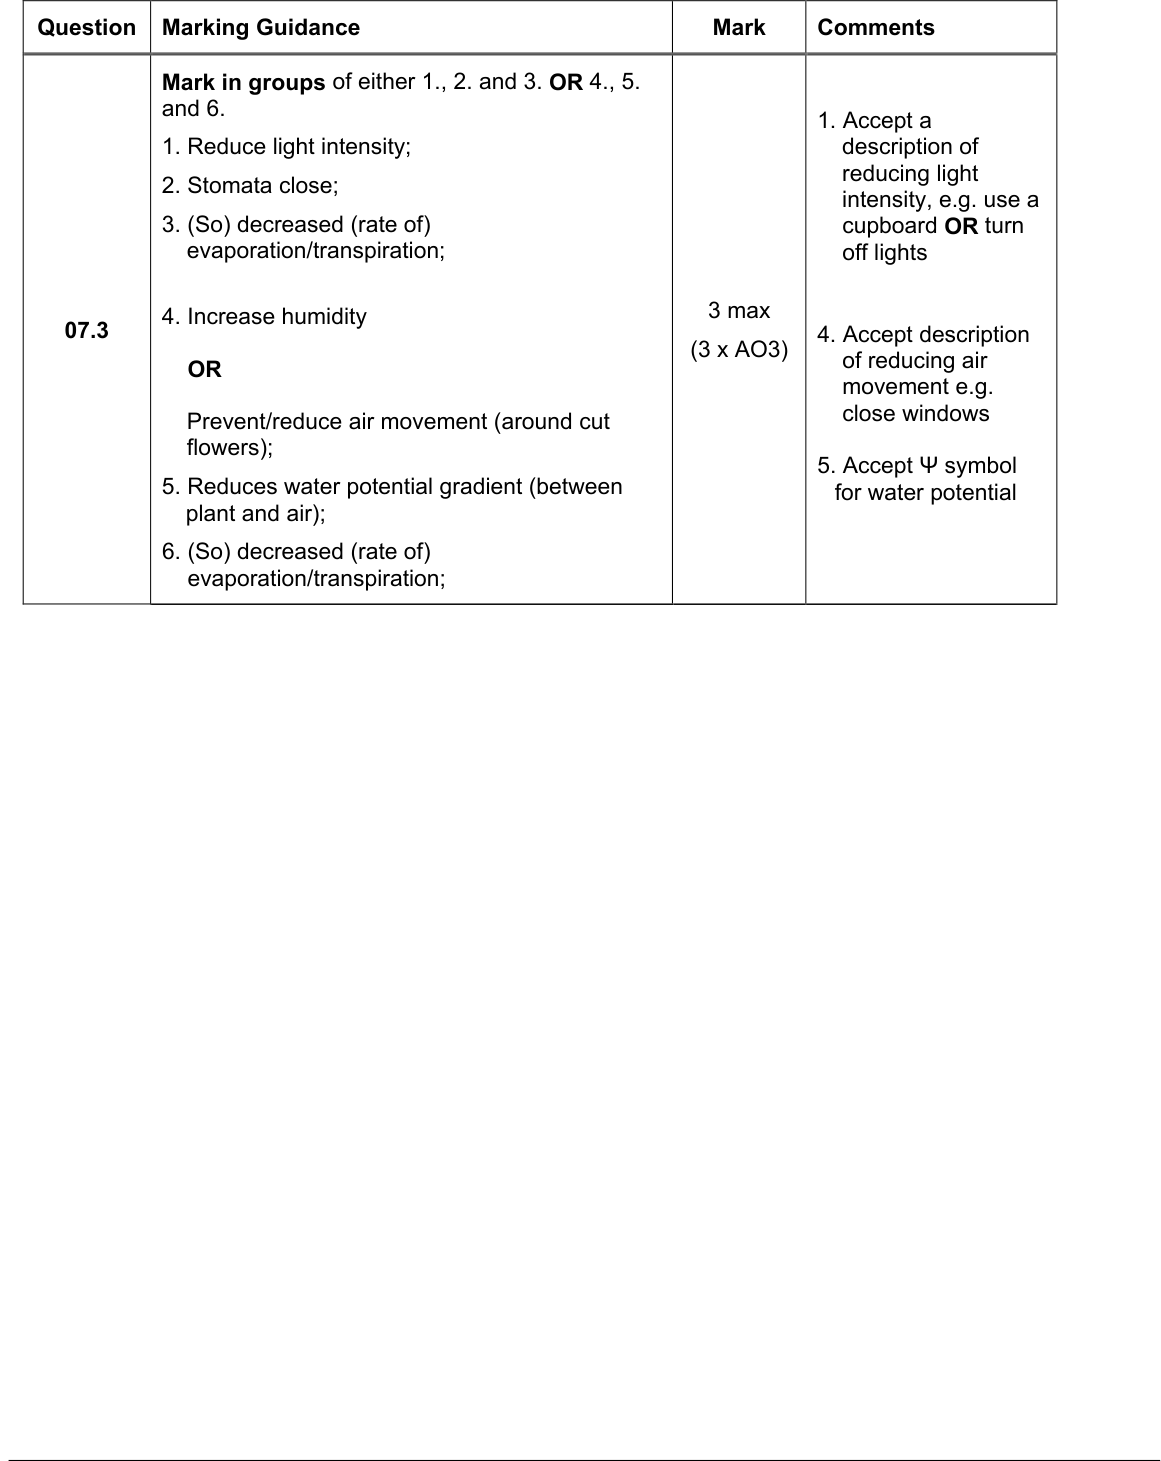 Question Marking Guidance Mark Comments
07.3
Mark in groups of either 1., 2. and 3. OR 4., 5.
and 6.
1. Reduce light intensity;
2. Stomata close;
3. (So) decreased (rate of)
evaporation/transpiration;
4. Increase humidity
OR
Prevent/reduce air movement (around cut
flowers);
5. Reduces water potential gradient (between
plant and air);
6. (So) decreased (rate of)
evaporation/transpiration;
3 max
(3 x AO3)
1. Accept a
description of
reducing light
intensity, e.g. use a
cupboard OR turn
off lights
4. Accept description
of reducing air
movement e.g.
close windows
5. Accept Ψ symbol
for water potential